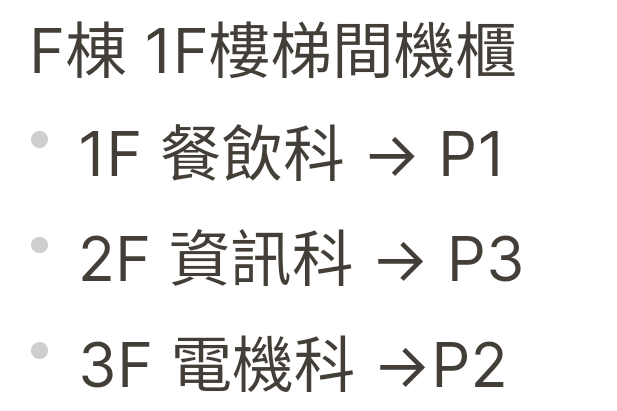 F棟 1F樓梯間機櫃
• 1F 餐飲科 → P1
• 2F 資訊科 → P3
• 3F 電機科 →P2